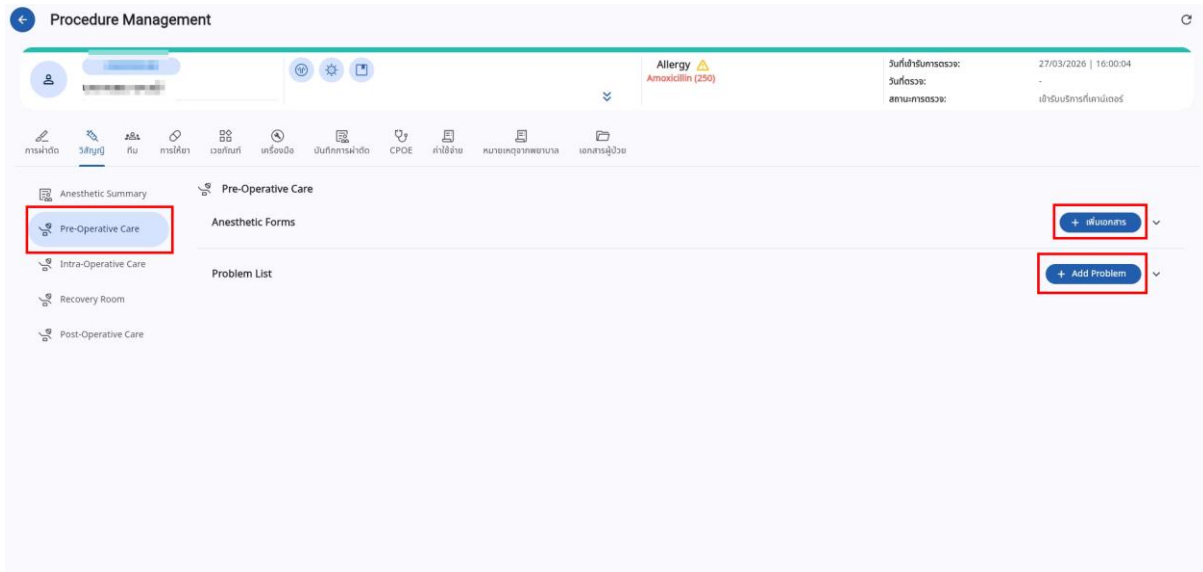 Procedure Management
Allergy
Amoxicillin (250)
วันที่เข้ารับการตรวจ: 27/03/2026 | 16:00:04
วันที่ตรวจ: -
สถานะการตรวจ: เข้ารับบริการที่เคาน์เตอร์
การผ่าตัด วิสัญญี ทีม การให้ยา เวชภัณฑ์ เครื่องมือ บันทึกการผ่าตัด CPOE ค่าใช้จ่าย หมายเหตุจากพยาบาล เอกสารผู้ป่วย
Anesthetic Summary
Pre-Operative Care
Intra-Operative Care
Recovery Room
Post-Operative Care
Pre-Operative Care
Anesthetic Forms + เพิ่มเอกสาร
Problem List + Add Problem